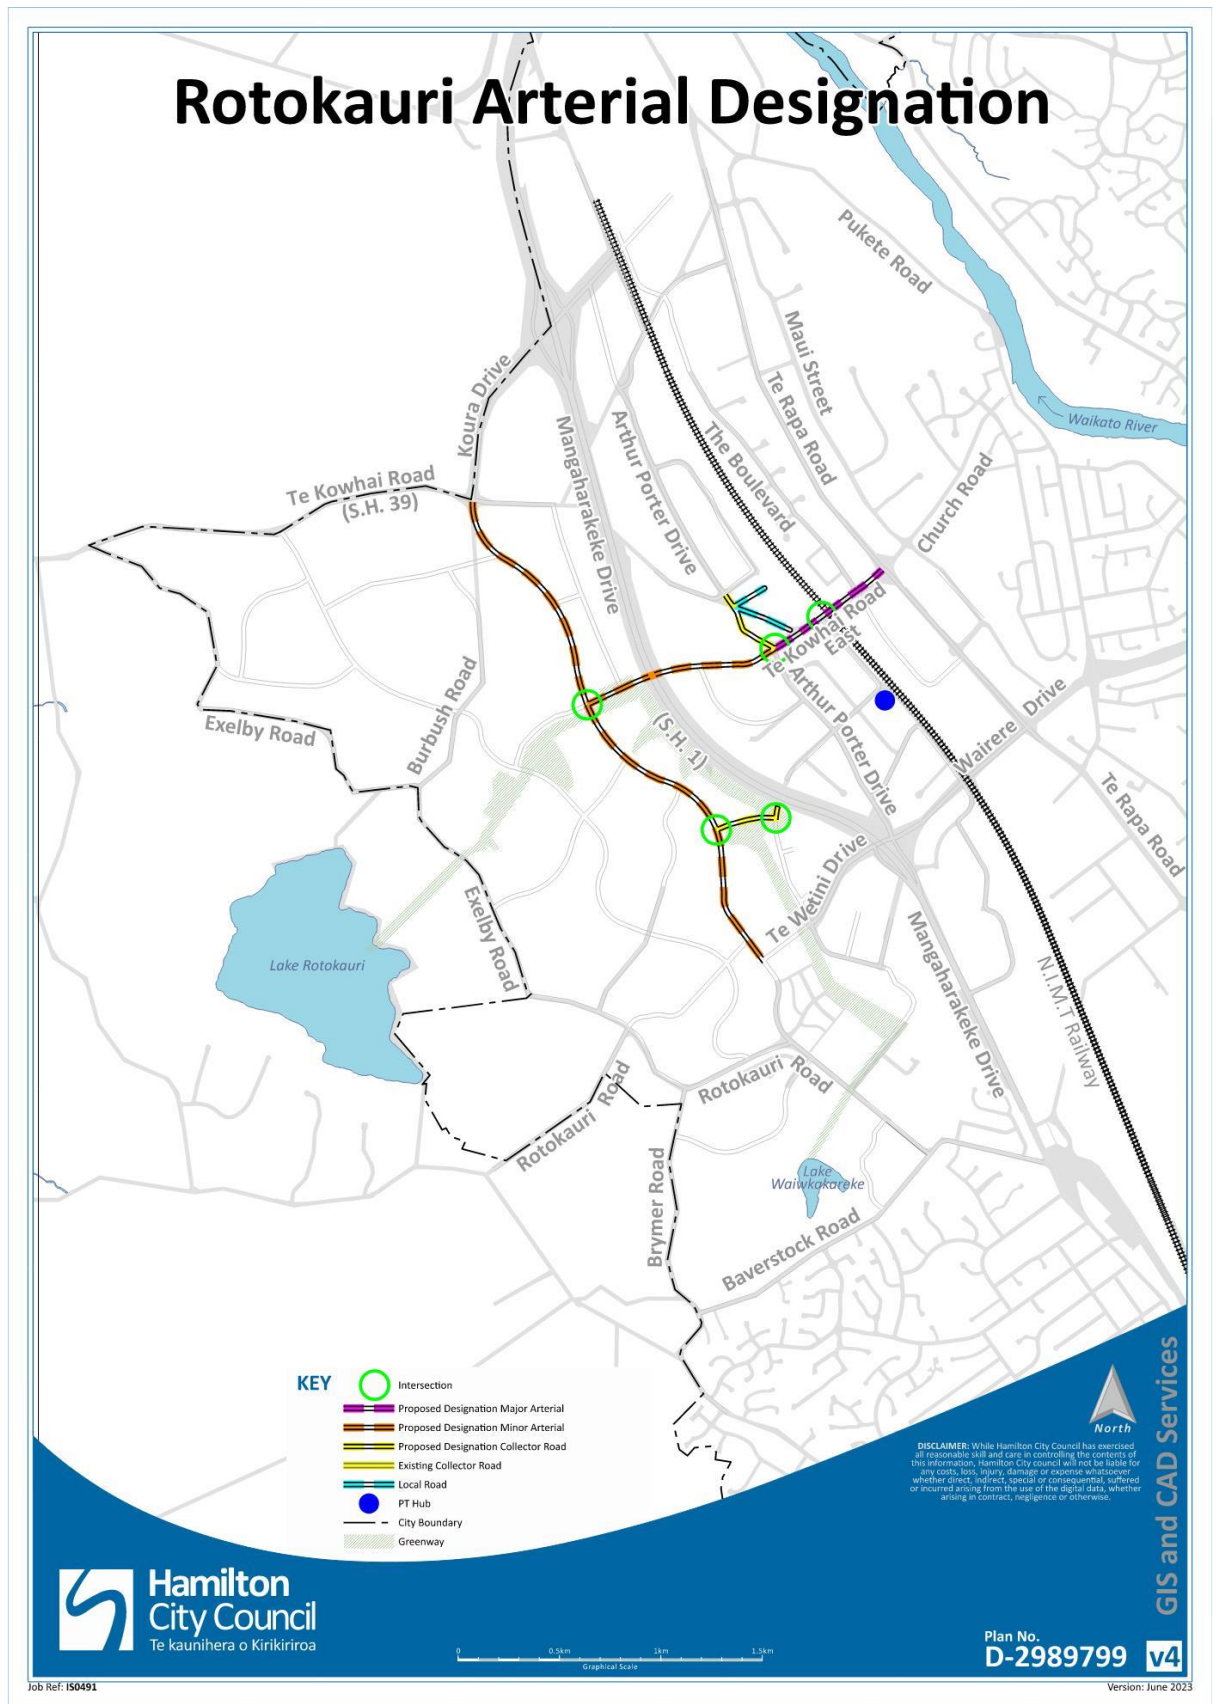 Rotokauri Arterial Designation
Pukete Road
Maui Street
Te Rapa Road
Koura Drive
Mangaharakeke Drive
Arthur Porter Drive
The Boulevard
Waikato River
Church Road
Te Kowhai Road
(S.H. 39)
Te Kowhai Road
East
Burbush Road
Exelby Road
(S.H. 1)
Arthur Porter Drive
Wairere Drive
Te Rapa Road
Te Wetini Drive
Exelby Road
Lake Rotokauri
Mangaharakeke Drive
N.I.M.T Railway
Rotokauri Road
Rotokauri Road
Brymer Road
Lake
Waiwkakareke
Baverstock Road
KEY
Intersection
Proposed Designation Major Arterial
Proposed Designation Minor Arterial
Proposed Designation Collector Road
Existing Collector Road
Local Road
PT Hub
City Boundary
Greenway
North
DISCLAIMER: While Hamilton City Council has exercised
all reasonable skill and care in controlling the contents of
this information, Hamilton City council will not be liable for
any costs, loss, injury, damage or expense whatsoever
whether direct, indirect, special or consequential, suffered
or incurred arising from the use of the digital data, whether
arising in contract, negligence or otherwise.
GIS and CAD Services
Hamilton
City Council
Te kaunihera o Kirikiriroa
0 0.5km 1km 1.5km
Graphical Scale
Plan No.
D-2989799 v4
Job Ref: IS0491
Version: June 2023